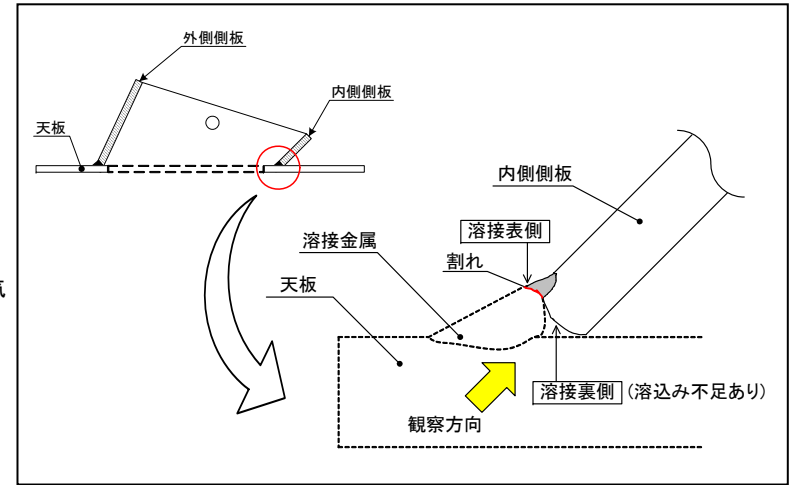 外側側板
内側側板
天板
内側側板
溶接表側
溶接金属
割れ
天板
溶接裏側 (溶込み不足あり)
観察方向